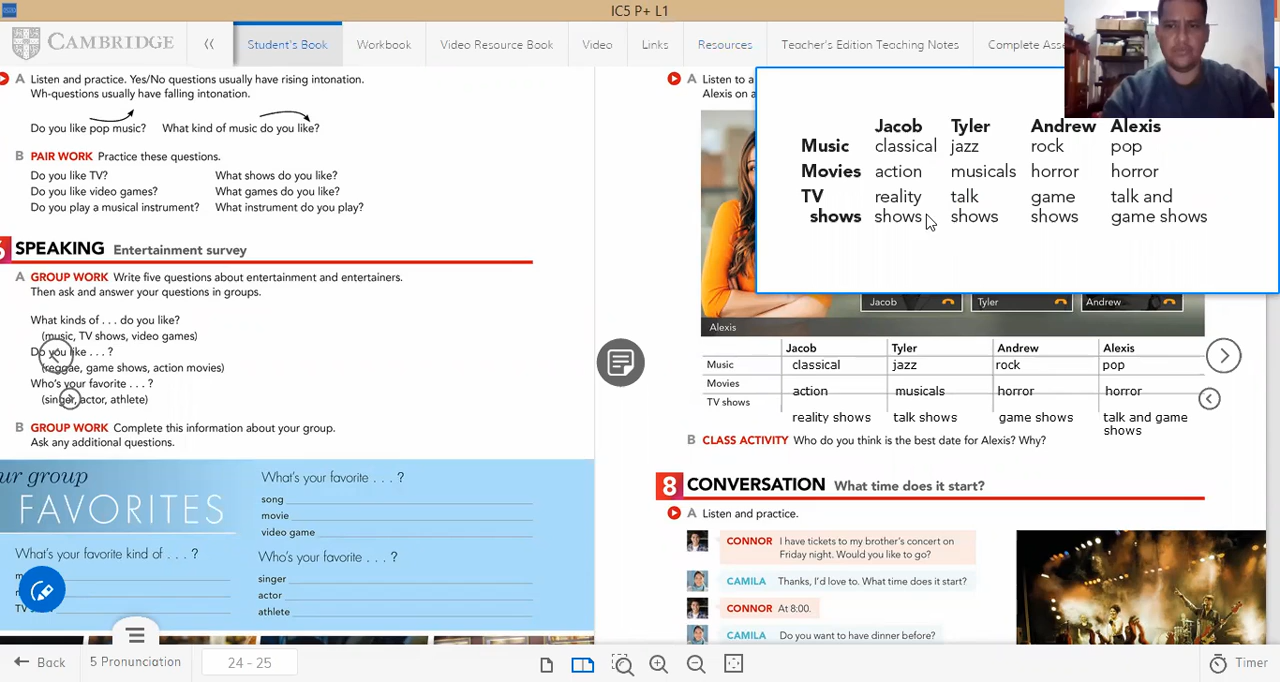 IC5 P+ L1
CAMBRIDGE
Student's Book
Workbook
Video Resource Book
Video
Links
Resources
Teacher's Edition Teaching Notes
A Listen and practice. Yes/No questions usually have rising intonation.
Wh-questions usually have falling intonation.
Do you like pop music? What kind of music do you like?
B PAIR WORK Practice these questions.
Do you like TV? What shows do you like?
Do you like video games? What games do you like?
Do you play a musical instrument? What instrument do you play?
SPEAKING Entertainment survey
A GROUP WORK Write five questions about entertainment and entertainers.
Then ask and answer your questions in groups.
What kinds of . . . do you like?
(music, TV shows, video games)
Do you like . . . ?
(reggae, game shows, action movies)
Who's your favorite . . . ?
(singer, actor, athlete)
B GROUP WORK Complete this information about your group.
Ask any additional questions.
group
FAVORITES
What's your favorite . . . ?
song
movie
video game
What's your favorite kind of . . . ?
Who's your favorite . . . ?
singer
actor
athlete
A Listen to a
Alexis on a
Jacob Tyler Andrew Alexis
Music classical jazz rock pop
Movies action musicals horror horror
TV reality talk game talk and
shows shows shows shows game shows
Jacob Tyler Andrew
Alexis
Jacob Tyler Andrew Alexis
Music classical jazz rock pop
Movies
action musicals horror horror
TV shows
reality shows talk shows game shows talk and game
shows
B CLASS ACTIVITY Who do you think is the best date for Alexis? Why?
8 CONVERSATION What time does it start?
A Listen and practice.
CONNOR I have tickets to my brother's concert on
Friday night. Would you like to go?
CAMILA Thanks, I'd love to. What time does it start?
CONNOR At 8:00.
CAMILA Do you want to have dinner before?
Back
5 Pronunciation
24 - 25
Timer